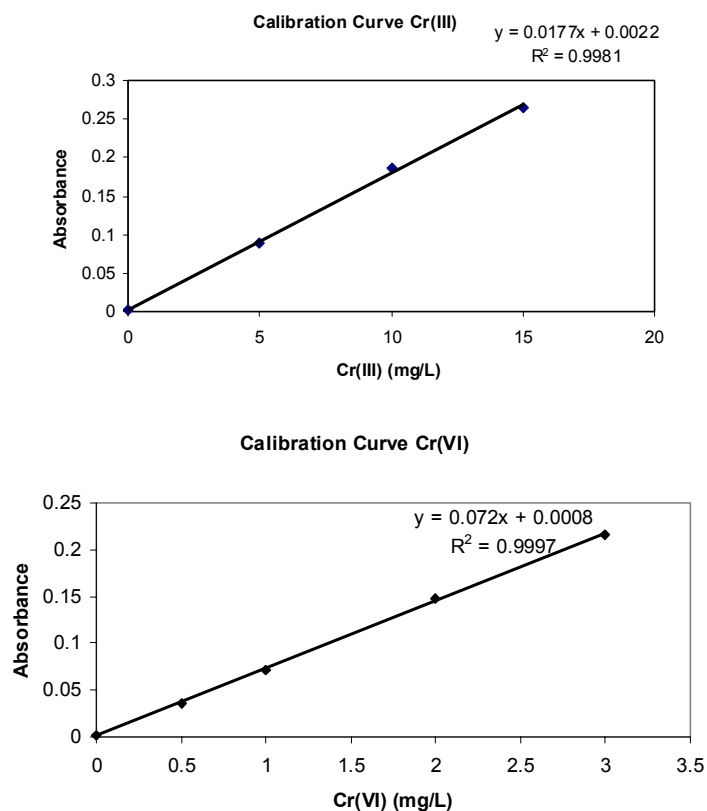 Calibration Curve Cr(III)
y = 0.0177x + 0.0022
R² = 0.9981
0.3
0.25
0.2
0.15
0.1
0.05
0
0 5 10 15 20
Absorbance
Cr(III) (mg/L)
Calibration Curve Cr(VI)
y = 0.072x + 0.0008
R² = 0.9997
0.25
0.2
0.15
0.1
0.05
0
0 0.5 1 1.5 2 2.5 3 3.5
Absorbance
Cr(VI) (mg/L)